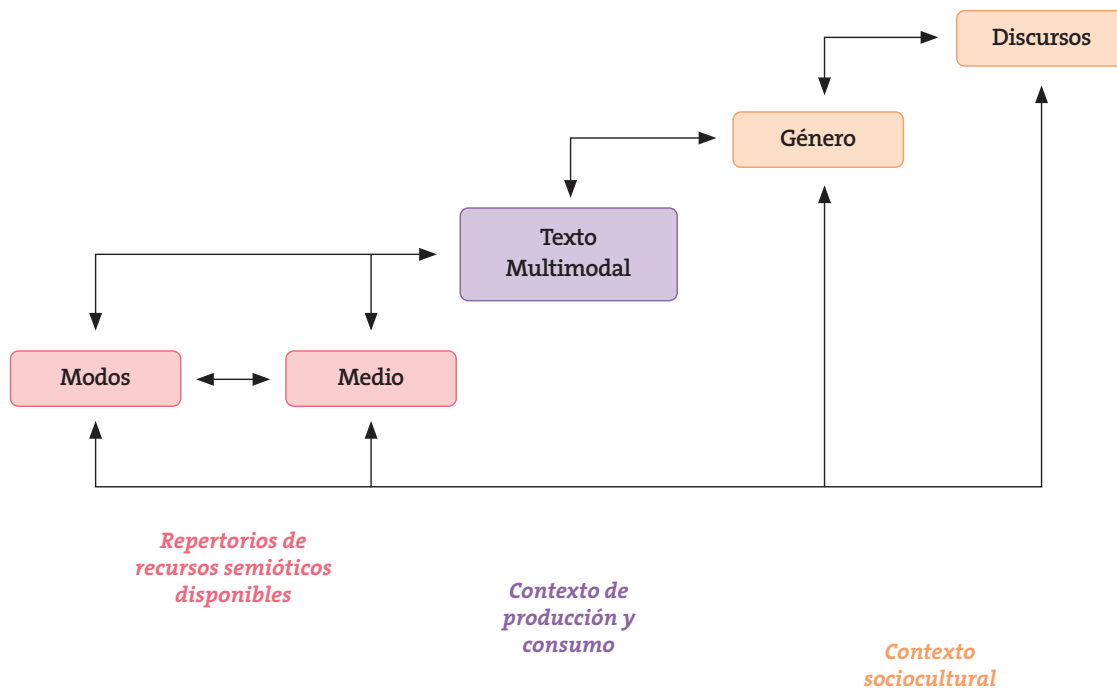 Discursos
Género
Texto
Multimodal
Modos
Medio
Repertorios de
recursos semióticos
disponibles
Contexto de
producción y
consumo
Contexto
sociocultural